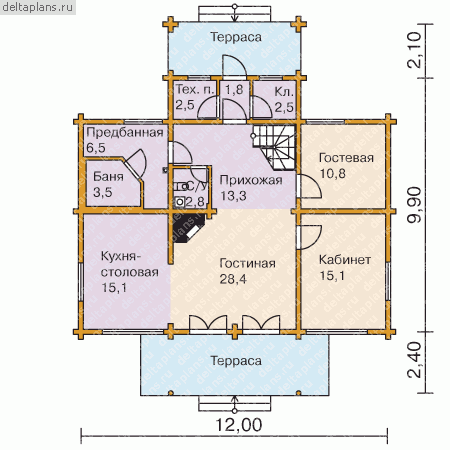 deltaplans.ru
Терраса
2,10
Тех. п.
2,5
1,8
Кл.
2,5
Предбанная
6,5
Баня
3,5
С/У
2,8
Прихожая
13,3
Гостевая
10,8
9,90
Кухня-
столовая
15,1
Гостиная
28,4
Кабинет
15,1
Терраса
2,40
12,00